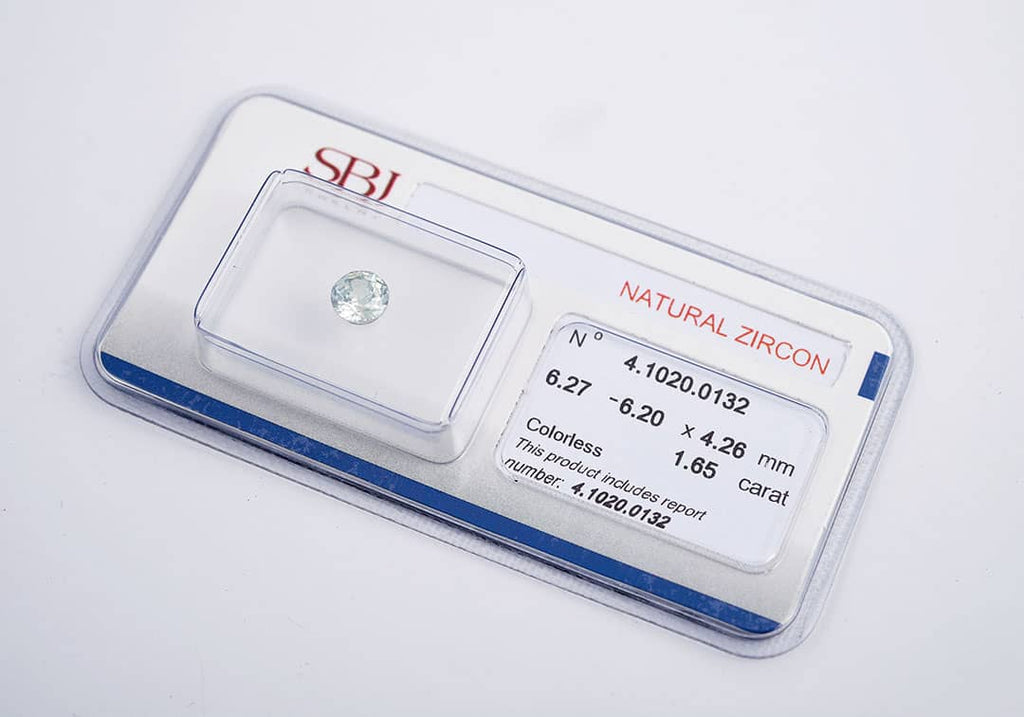 SBJ
NATURAL ZIRCON
N º 4.1020.0132
6.27 -6.20 x 4.26 mm
Colorless 1.65 carat
This product includes report
number: 4.1020.0132